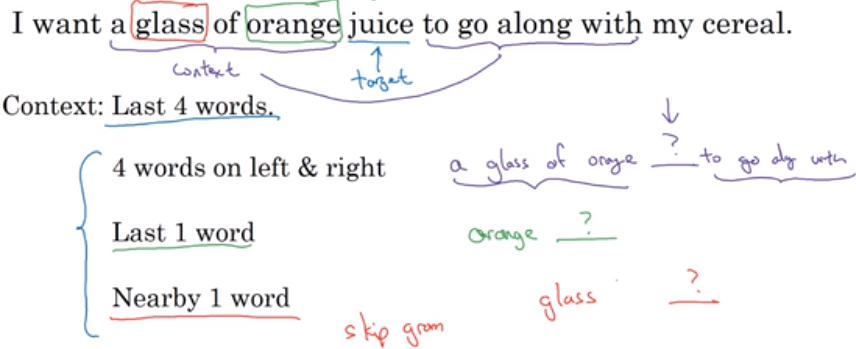 I want a glass of orange juice to go along with my cereal.
context
target
Context: Last 4 words.
4 words on left & right a glass of orange ? to go alg with
Last 1 word orange ?
Nearby 1 word glass ?
skip gram